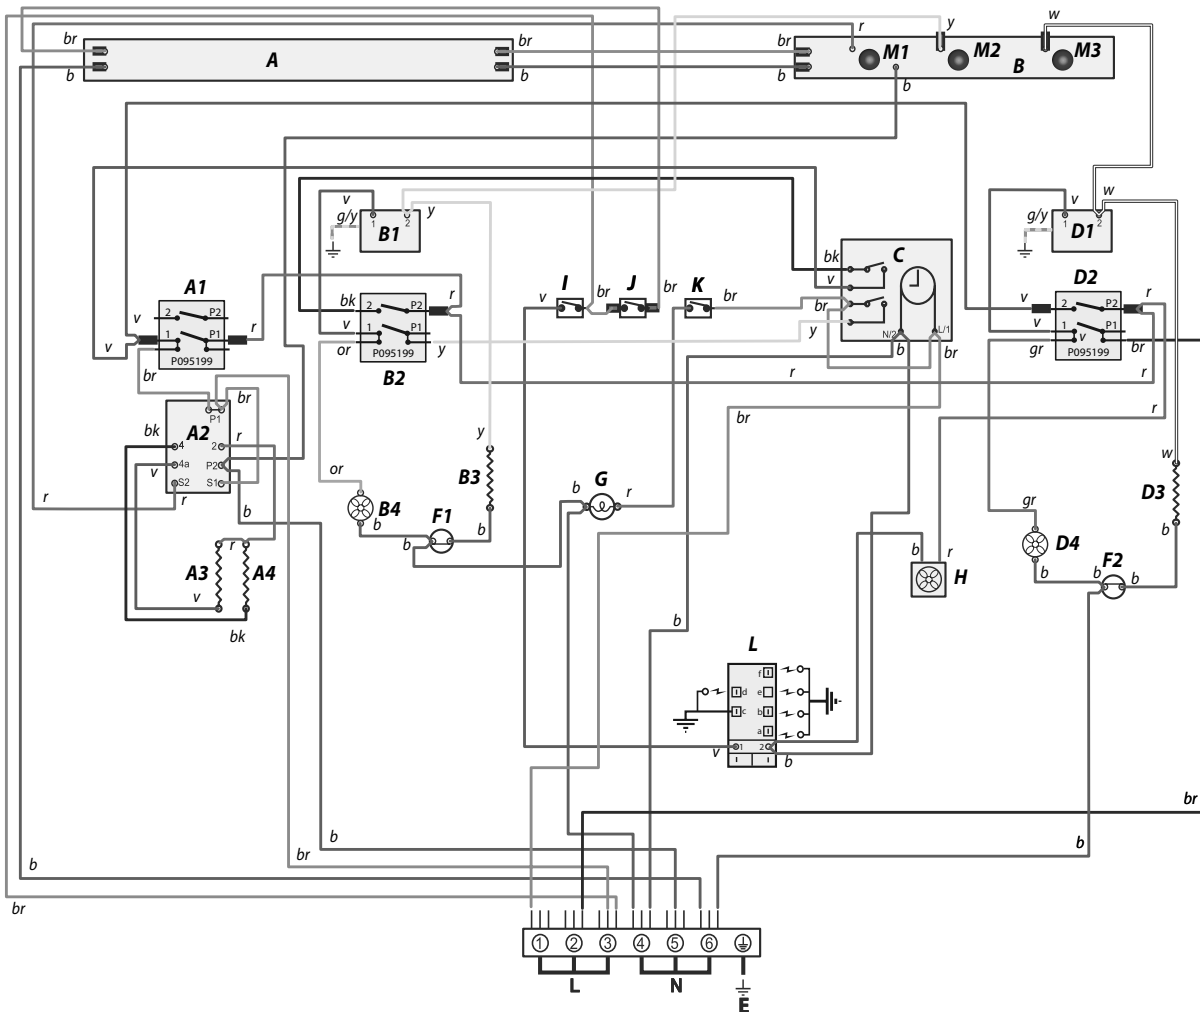 w
r y
br A br br M1 M2 M3
b b b B
b
v w
v g/y y g/y v
1 2 B1 1 2 D1
C
bk
v
D2
A1 I J K
br br br br
v r
bk 2 P2 r v 2 P2 r
2 P2
v 1 P1 r v 1 P1 y v 1 v P1
or P095199 y N/2 L/1 gr P095199 br
v P095199 b br
br B2 r r
br br r
P1
bk A2 r y
4 2
v 4a P2 B3 w
S2 S1 or G
r r b b r D3
B4 F1 gr
b b b b
A3 r A4 b r D4 F2
v H b b b
bk b
L
f
d e
c b
a
v 1 2 b
br
b b
br
b
br
1 2 3 4 5 6
L N E